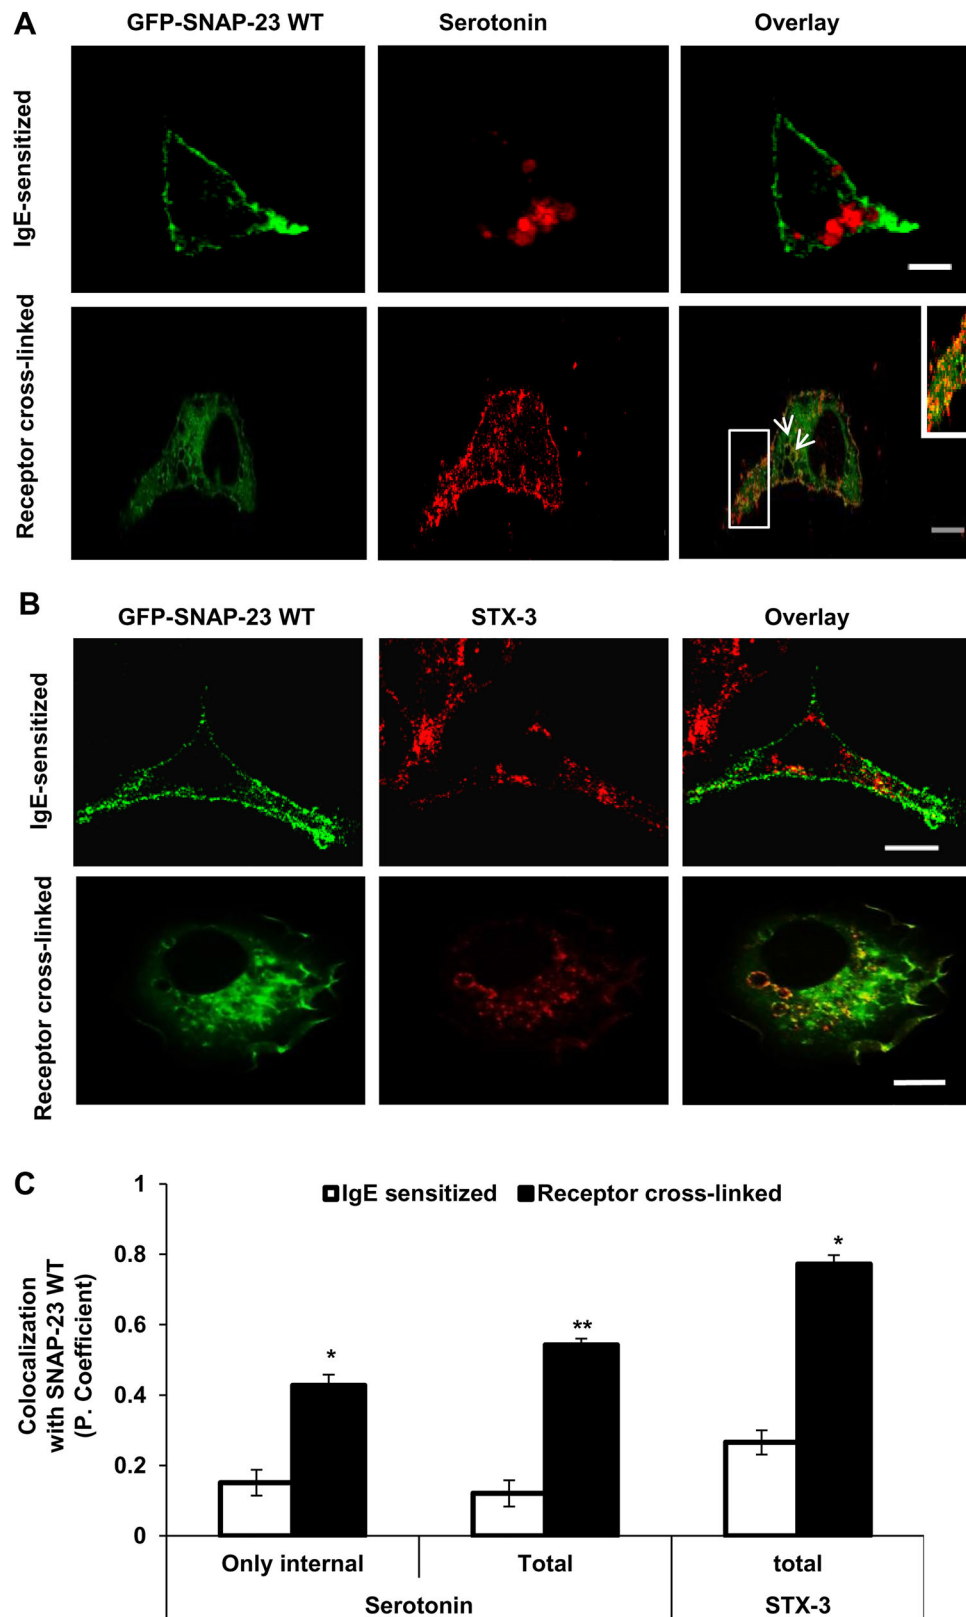 A
GFP-SNAP-23 WT
Serotonin
Overlay
IgE-sensitized
Receptor cross-linked
B
GFP-SNAP-23 WT
STX-3
Overlay
IgE-sensitized
Receptor cross-linked
C
Colocalization
with SNAP-23 WT
(P. Coefficient)
1
0.8
0.6
0.4
0.2
0
IgE sensitized
Receptor cross-linked
*
**
*
Only internal
Total
total
Serotonin
STX-3